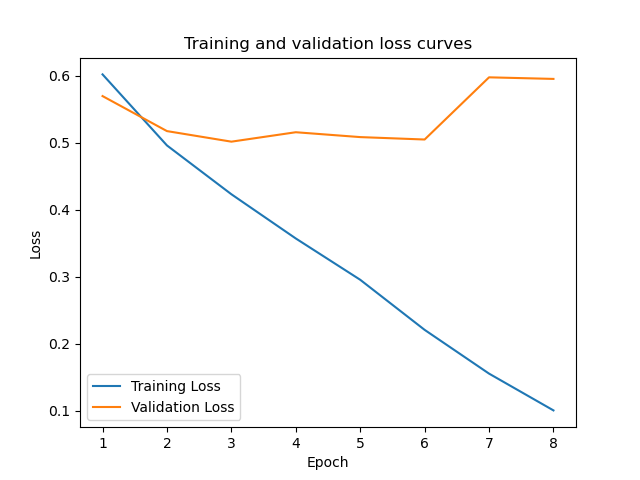 Training and validation loss curves
0.6
0.5
0.4
0.3
0.2
0.1
Loss
Training Loss
Validation Loss
1 2 3 4 5 6 7 8
Epoch